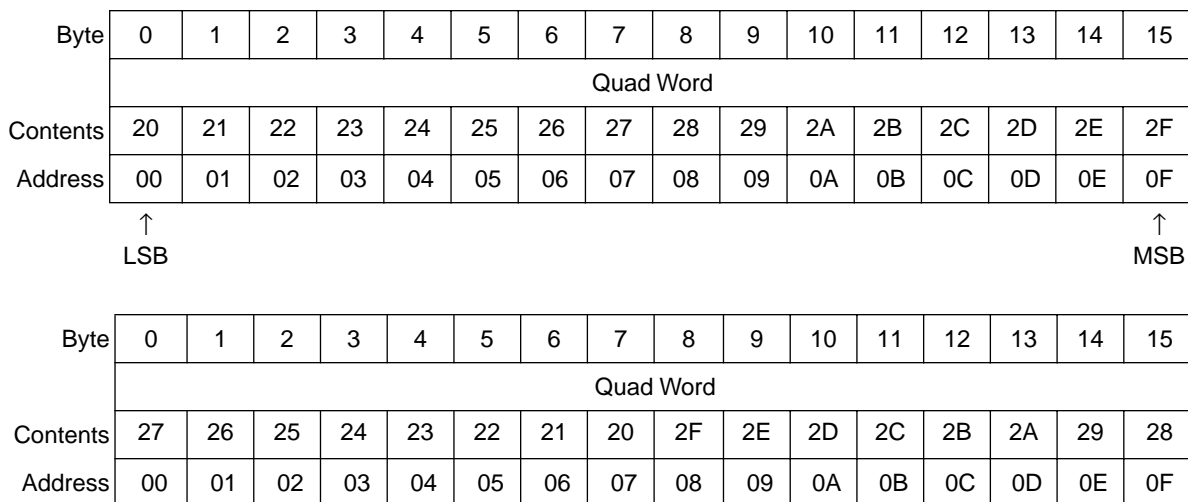 Byte 0 1 2 3 4 5 6 7 8 9 10 11 12 13 14 15
Quad Word
Contents 20 21 22 23 24 25 26 27 28 29 2A 2B 2C 2D 2E 2F
Address 00 01 02 03 04 05 06 07 08 09 0A 0B 0C 0D 0E 0F
↑ ↑
LSB MSB
Byte 0 1 2 3 4 5 6 7 8 9 10 11 12 13 14 15
Quad Word
Contents 27 26 25 24 23 22 21 20 2F 2E 2D 2C 2B 2A 29 28
Address 00 01 02 03 04 05 06 07 08 09 0A 0B 0C 0D 0E 0F